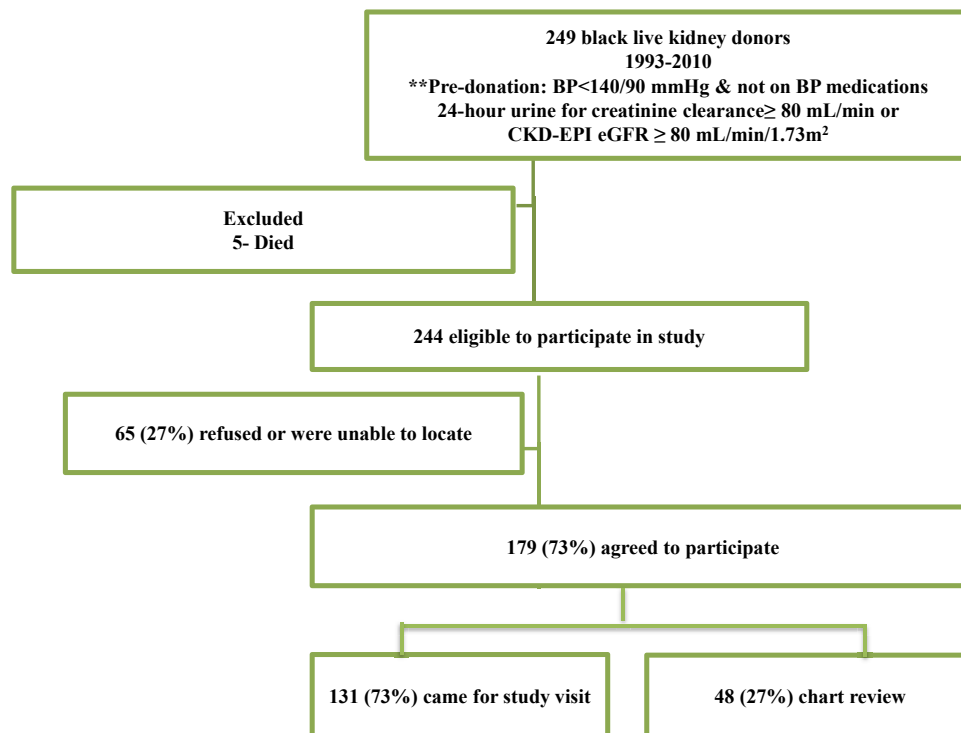 249 black live kidney donors
1993-2010
**Pre-donation: BP<140/90 mmHg & not on BP medications
24-hour urine for creatinine clearance≥ 80 mL/min or
CKD-EPI eGFR ≥ 80 mL/min/1.73m²
Excluded
5- Died
244 eligible to participate in study
65 (27%) refused or were unable to locate
179 (73%) agreed to participate
131 (73%) came for study visit
48 (27%) chart review